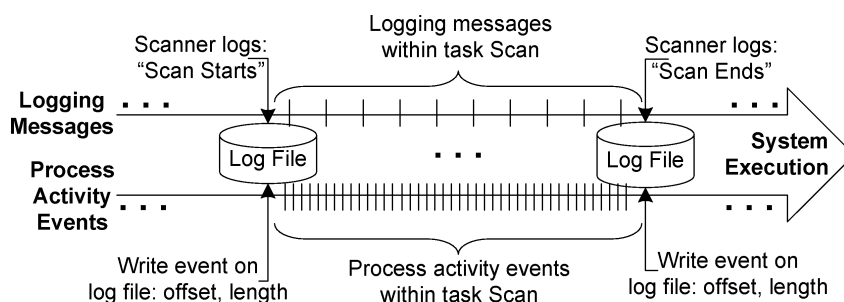 Logging messages
within task Scan
Scanner logs:
“Scan Starts”
Scanner logs:
“Scan Ends”
Logging
Messages
. . .
. . .
Log File
. . .
Log File
System
Execution
Process
Activity
Events
. . .
. . .
Write event on
log file: offset, length
Process activity events
within task Scan
Write event on
log file: offset, length